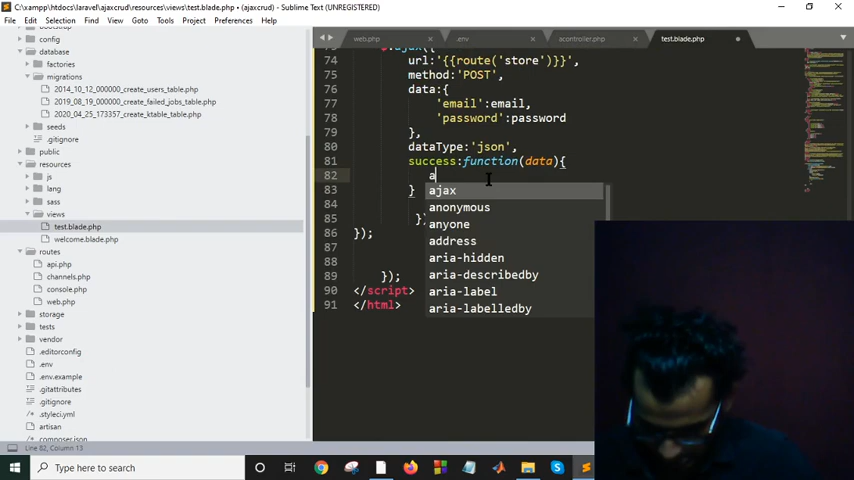 C:\xampp\htdocs\laravel\ajaxcrud\resources\views\test.blade.php • (ajaxcrud) - Sublime Text (UNREGISTERED)
File Edit Selection Find View Goto Tools Project Preferences Help
config
database
factories
migrations
2014_10_12_000000_create_users_table.php
2019_08_19_000000_create_failed_jobs_table.php
2020_04_25_173357_create_ktable_table.php
seeds
.gitignore
public
resources
js
lang
sass
views
test.blade.php
welcome.blade.php
routes
api.php
channels.php
console.php
web.php
storage
tests
vendor
.editorconfig
.env
.env.example
.gitattributes
.gitignore
.styleci.yml
artisan
composer.json
web.php .env acontroller.php test.blade.php
74 url:'{{route('store')}}',
75 method:'POST',
76 data:{
77 'email':email,
78 'password':password
79 },
80 dataType:'json',
81 success:function(data){
82 a
83 }
84
85 })
86 });
87
88
89 });
90 </script>
91 </html>
ajax
anonymous
anyone
address
aria-hidden
aria-describedby
aria-label
aria-labelledby
Line 82, Column 13
Type here to search